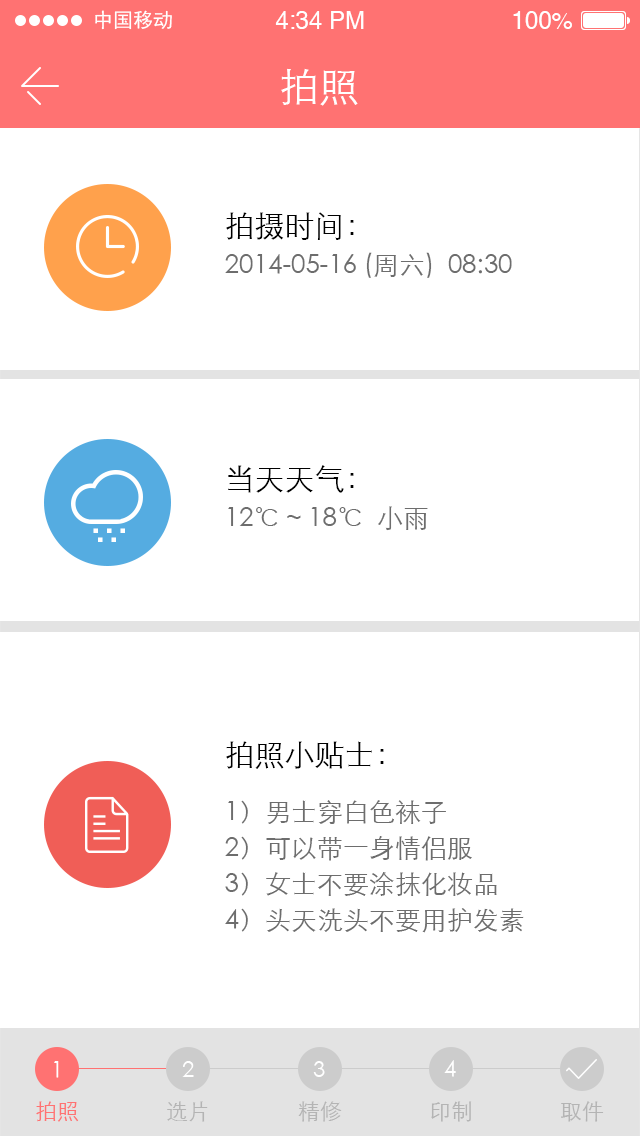 中国移动 4:34 PM 100%
拍照
拍摄时间：
2014-05-16 (周六) 08:30
当天天气：
12℃ ~ 18℃ 小雨
拍照小贴士：
1）男士穿白色袜子
2）可以带一身情侣服
3）女士不要涂抹化妆品
4）头天洗头不要用护发素
1 2 3 4
拍照 选片 精修 印制 取件